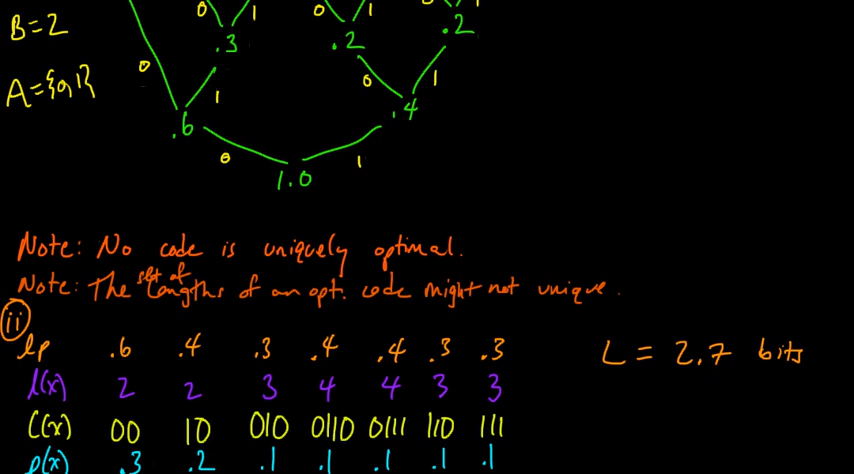 0 1 0 1 0 1
B=2
.3 .2 .2
0
A={0,1}
1 0 1
.6 .4
0 1
1.0
Note: No code is uniquely optimal.
Note: The set of lengths of an opt. code might not unique.
ii
lp .6 .4 .3 .4 .4 .3 .3 L = 2.7 bits
l(x) 2 2 3 4 4 3 3
C(x) 00 10 010 0110 0111 110 111
p(x) .3 .2 .1 .1 .1 .1 .1